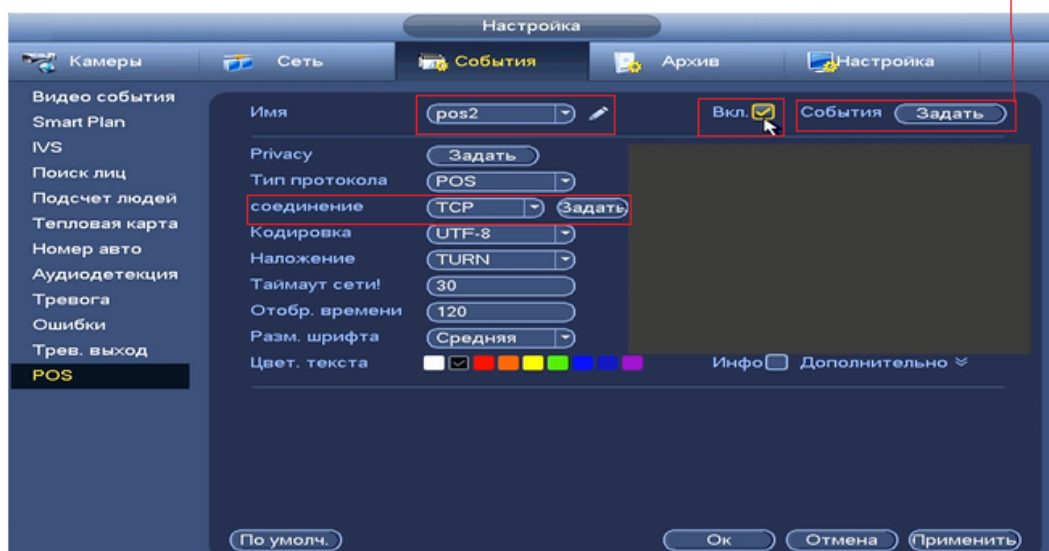 Настройка
Камеры Сеть События Архив Настройка
Видео события
Smart Plan
IVS
Поиск лиц
Подсчет людей
Тепловая карта
Номер авто
Аудиодетекция
Тревога
Ошибки
Трев. выход
POS
Имя pos2 Вкл. События Задать
Privacy Задать
Тип протокола POS
соединение TCP Задать
Кодировка UTF-8
Наложение TURN
Таймаут сети! 30
Отобр. времени 120
Разм. шрифта Средняя
Цвет. текста Инфо Дополнительно
По умолч. Ок Отмена Применить